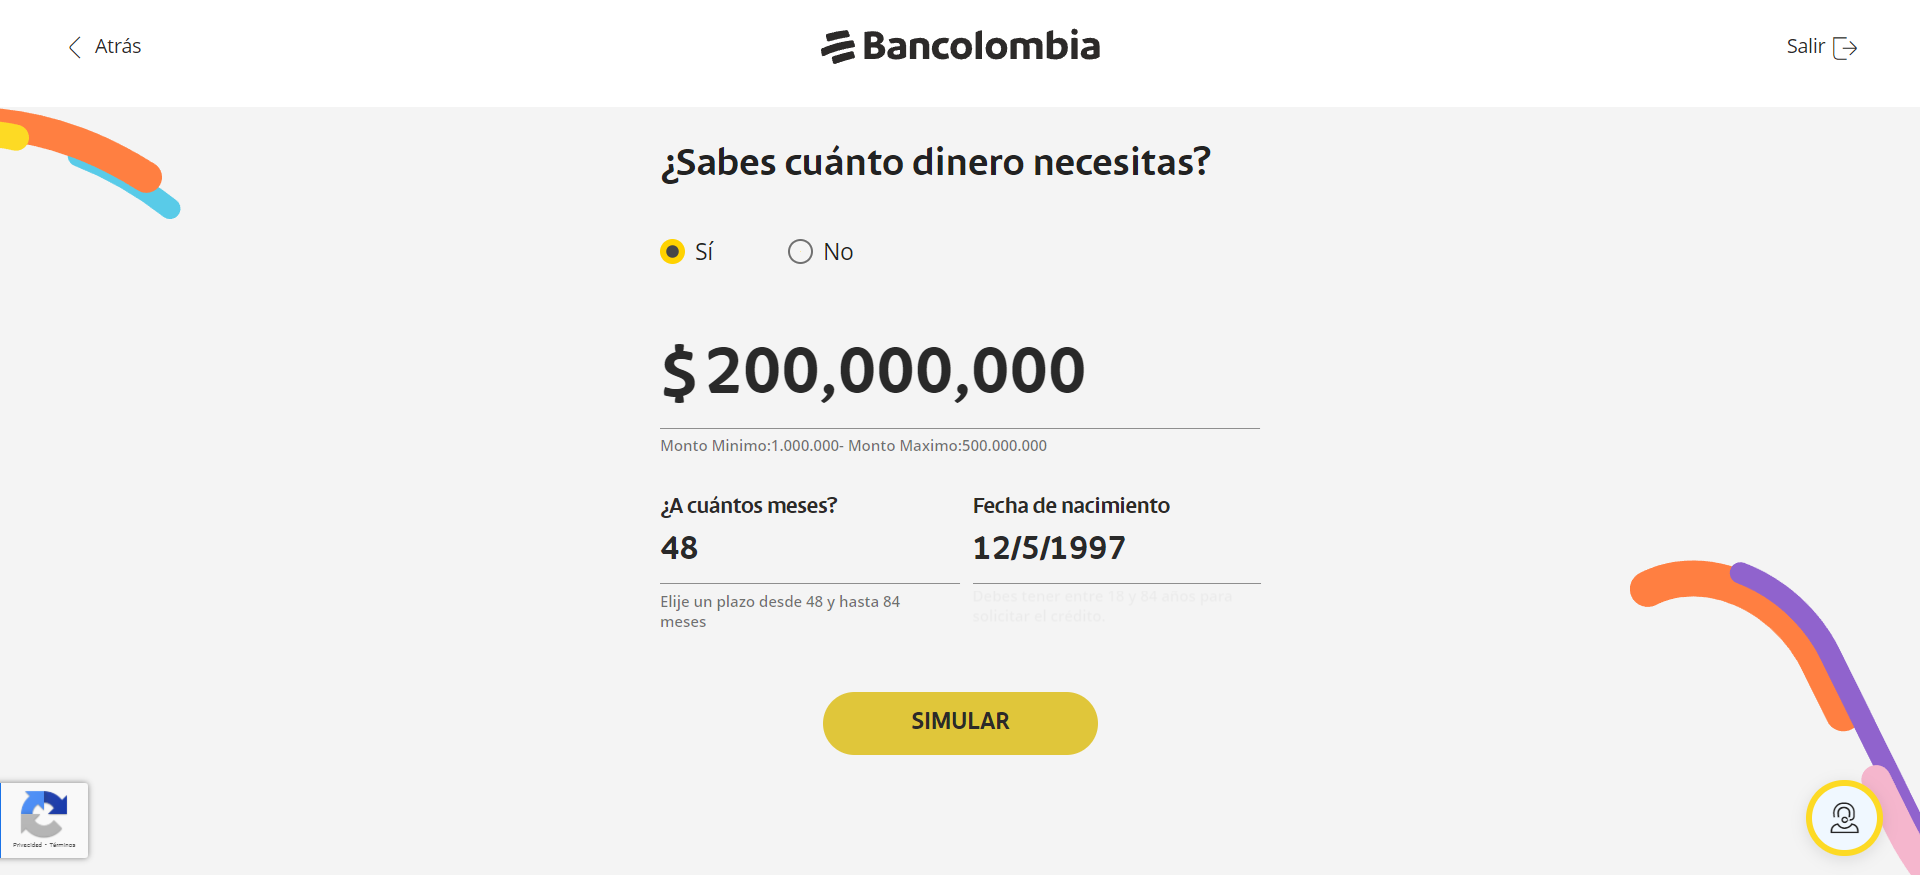 Atrás
Bancolombia
Salir
¿Sabes cuánto dinero necesitas?
Sí
No
$ 200,000,000
Monto Minimo:1.000.000- Monto Maximo:500.000.000
¿A cuántos meses?
Fecha de nacimiento
48
12/5/1997
Elije un plazo desde 48 y hasta 84
meses
Debes tener entre 18 y 84 años para
solicitar el crédito.
SIMULAR
Privacidad - Términos